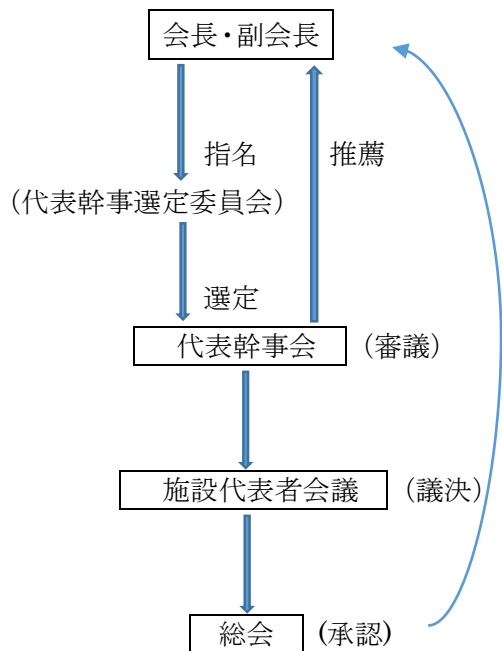 会長・副会長
指名
推薦
(代表幹事選定委員会)
選定
代表幹事会
(審議)
施設代表者会議
(議決)
総会
(承認)